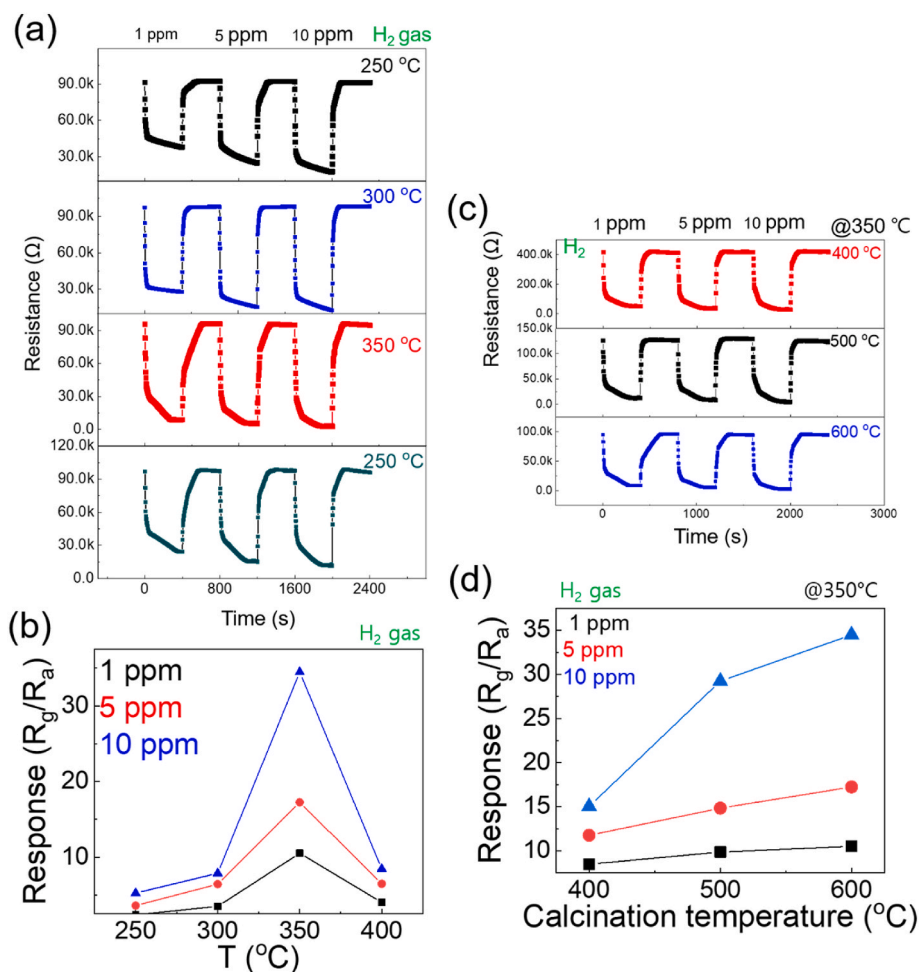 (a)
1 ppm 5 ppm 10 ppm H₂ gas
250 °C
90.0k
60.0k
30.0k
300 °C
90.0k
60.0k
30.0k
350 °C
90.0k
60.0k
30.0k
0.0
120.0k
250 °C
90.0k
60.0k
30.0k
0.0
0 800 1600 2400
Time (s)
Resistance (Ω)
(c)
1 ppm 5 ppm 10 ppm @350 ℃
H₂
400.0k
400℃
200.0k
0.0
150.0k
500℃
100.0k
50.0k
0.0
100.0k
600℃
50.0k
0.0
0 1000 2000 3000
Time (s)
Resistance (Ω)
(b)
H₂ gas
1 ppm
5 ppm
10 ppm
30
20
10
250 300 350 400
T (°C)
Response (Rg/Ra)
(d)
H₂ gas @350°C
1 ppm
5 ppm
10 ppm
35
30
25
20
15
10
400 500 600
Calcination temperature (°C)
Response (Rg/Ra)